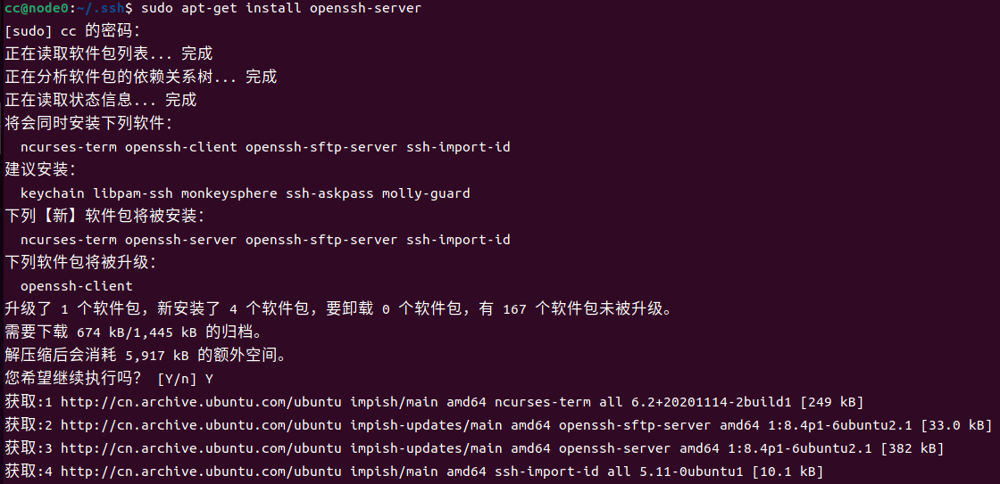 cc@node0:~/.ssh$ sudo apt-get install openssh-server
[sudo] cc 的密码：
正在读取软件包列表... 完成
正在分析软件包的依赖关系树... 完成
正在读取状态信息... 完成
将会同时安装下列软件：
  ncurses-term openssh-client openssh-sftp-server ssh-import-id
建议安装：
  keychain libpam-ssh monkeysphere ssh-askpass molly-guard
下列【新】软件包将被安装：
  ncurses-term openssh-server openssh-sftp-server ssh-import-id
下列软件包将被升级：
  openssh-client
升级了 1 个软件包，新安装了 4 个软件包，要卸载 0 个软件包，有 167 个软件包未被升级。
需要下载 674 kB/1,445 kB 的归档。
解压缩后会消耗 5,917 kB 的额外空间。
您希望继续执行吗？ [Y/n] Y
获取:1 http://cn.archive.ubuntu.com/ubuntu impish/main amd64 ncurses-term all 6.2+20201114-2build1 [249 kB]
获取:2 http://cn.archive.ubuntu.com/ubuntu impish-updates/main amd64 openssh-sftp-server amd64 1:8.4p1-6ubuntu2.1 [33.0 kB]
获取:3 http://cn.archive.ubuntu.com/ubuntu impish-updates/main amd64 openssh-server amd64 1:8.4p1-6ubuntu2.1 [382 kB]
获取:4 http://cn.archive.ubuntu.com/ubuntu impish/main amd64 ssh-import-id all 5.11-0ubuntu1 [10.1 kB]